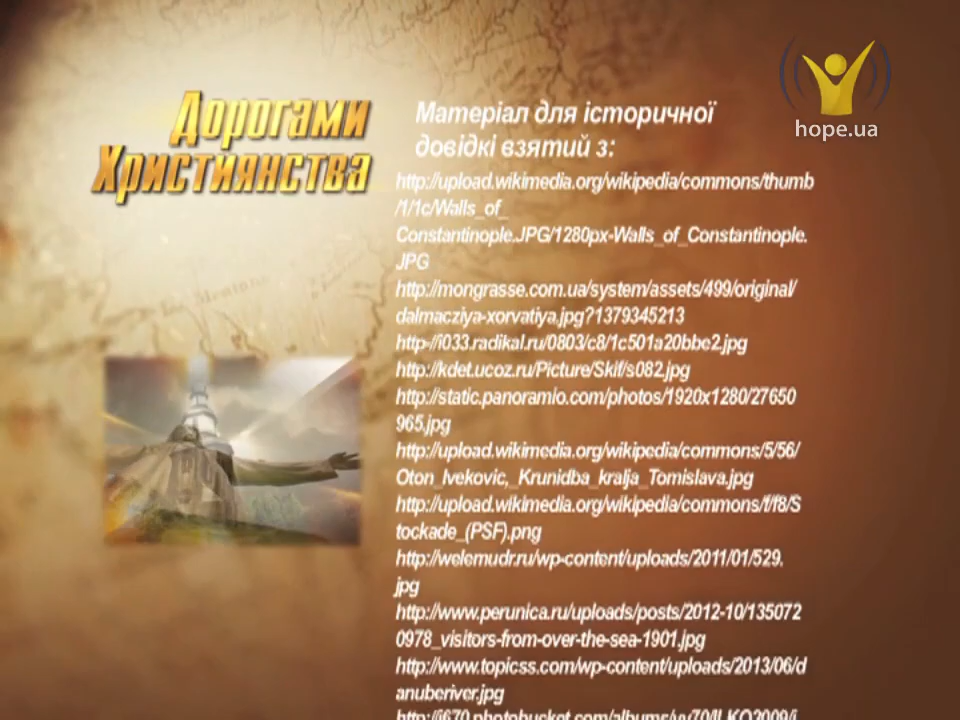 Дорогами
Християнства
hope.ua
Матеріал для історичної
довідкі взятий з:
http://upload.wikimedia.org/wikipedia/commons/thumb
/1/1c/Walls_of_
Constantinople.JPG/1280px-Walls_of_Constantinople.
JPG
http://mongrasse.com.ua/system/assets/499/original/
dalmacziya-xorvatiya.jpg?1379345213
http://i033.radikal.ru/0803/c8/1c501a20bbe2.jpg
http://kdet.ucoz.ru/Picture/Skif/s082.jpg
http://static.panoramio.com/photos/1920x1280/27650
965.jpg
http://upload.wikimedia.org/wikipedia/commons/5/56/
Oton_Ivekovic,_Krunidba_kralja_Tomislava.jpg
http://upload.wikimedia.org/wikipedia/commons/f/f8/S
tockade_(PSF).png
http://welemudr.ru/wp-content/uploads/2011/01/529.
jpg
http://www.perunica.ru/uploads/posts/2012-10/135072
0978_visitors-from-over-the-sea-1901.jpg
http://www.topicss.com/wp-content/uploads/2013/06/d
anuberiver.jpg